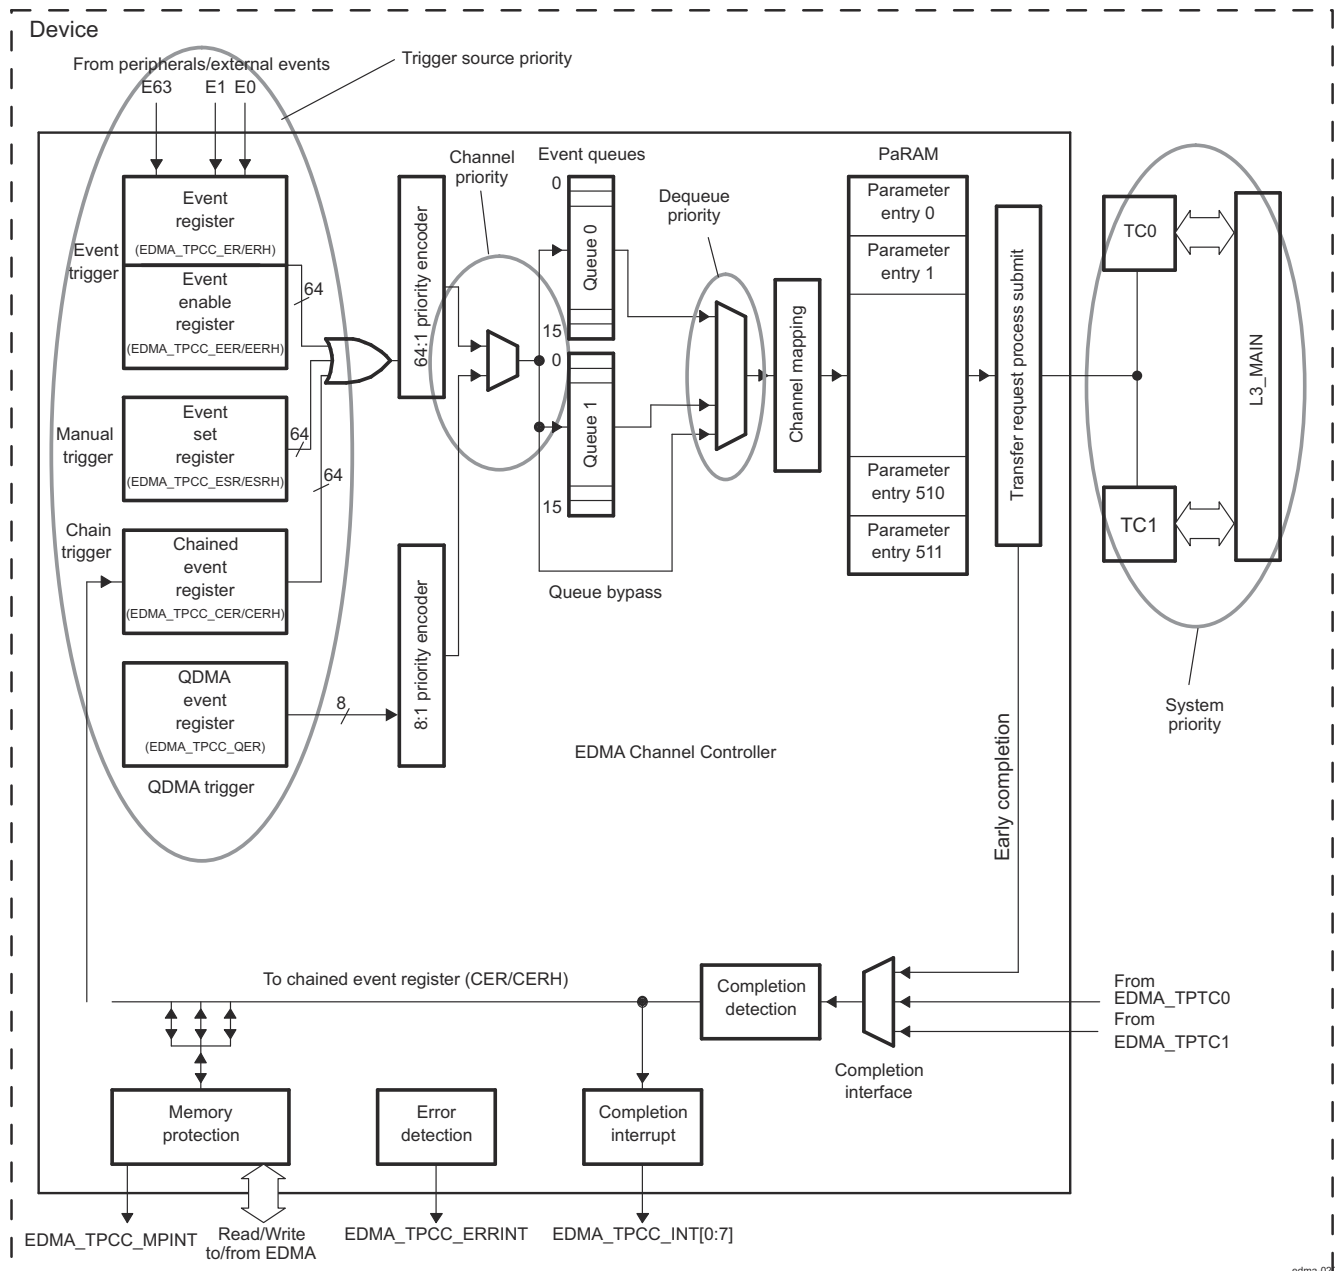 Device
Trigger source priority
From peripherals/external events
E63
E1
E0
Channel
priority
Event queues
PaRAM
Dequeue
priority
Event
register
(EDMA_TPCC_ER/ERH)
Event
trigger
Event
enable
register
(EDMA_TPCC_EER/EERH)
64
64:1 priority encoder
0
Queue 0
15
0
Queue 1
15
Parameter
entry 0
Parameter
entry 1
Parameter
entry 510
Parameter
entry 511
Channel mapping
Transfer request process submit
TC0
TC1
L3_MAIN
Manual
trigger
Event
set
register
(EDMA_TPCC_ESR/ESRH)
64
64
Chain
trigger
Chained
event
register
(EDMA_TPCC_CER/CERH)
Queue bypass
8:1 priority encoder
QDMA
event
register
(EDMA_TPCC_QER)
8
QDMA trigger
EDMA Channel Controller
System
priority
Early completion
To chained event register (CER/CERH)
Completion
detection
From
EDMA_TPTC0
From
EDMA_TPTC1
Completion
interface
Memory
protection
Error
detection
Completion
interrupt
EDMA_TPCC_MPINT
Read/Write
to/from EDMA
EDMA_TPCC_ERRINT
EDMA_TPCC_INT[0:7]